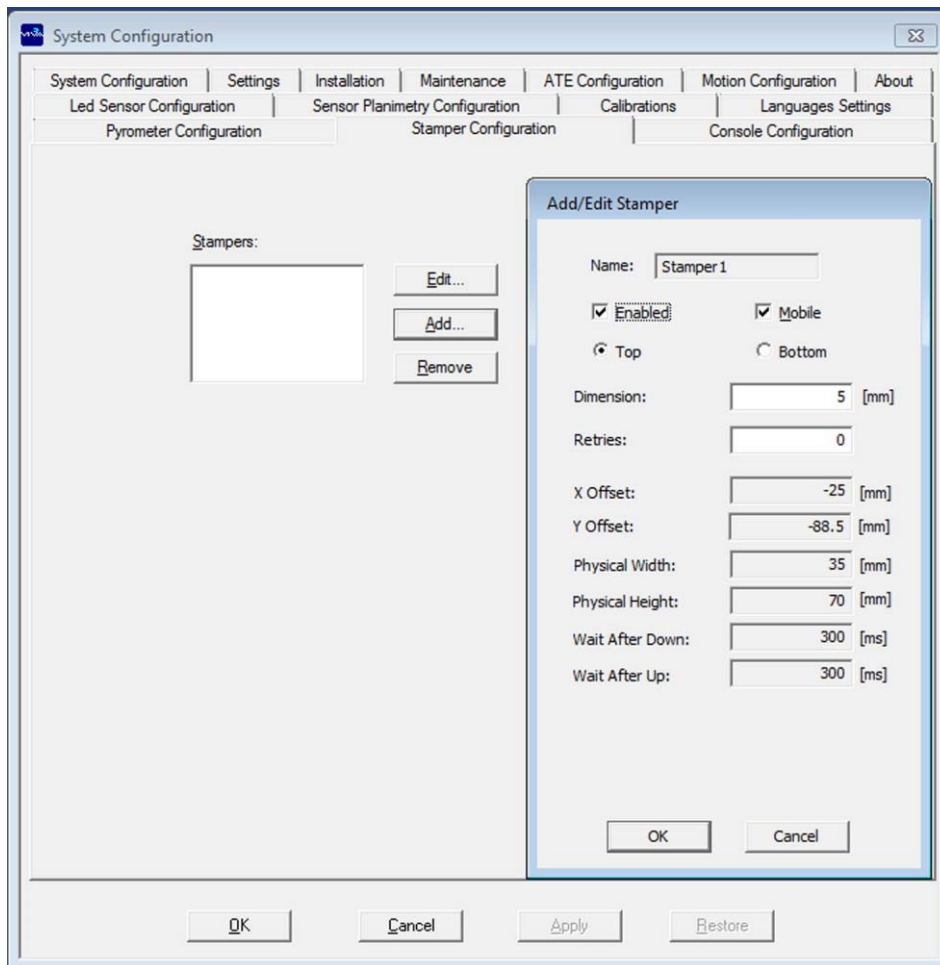 System Configuration
System Configuration Settings Installation Maintenance ATE Configuration Motion Configuration About
Led Sensor Configuration Sensor Planimetry Configuration Calibrations Languages Settings
Pyrometer Configuration Stamper Configuration Console Configuration
Stampers:
Edit...
Add...
Remove
Add/Edit Stamper
Name: Stamper1
Enabled Mobile
Top Bottom
Dimension: 5 [mm]
Retries: 0
X Offset: -25 [mm]
Y Offset: -88.5 [mm]
Physical Width: 35 [mm]
Physical Height: 70 [mm]
Wait After Down: 300 [ms]
Wait After Up: 300 [ms]
OK Cancel
OK Cancel Apply Restore